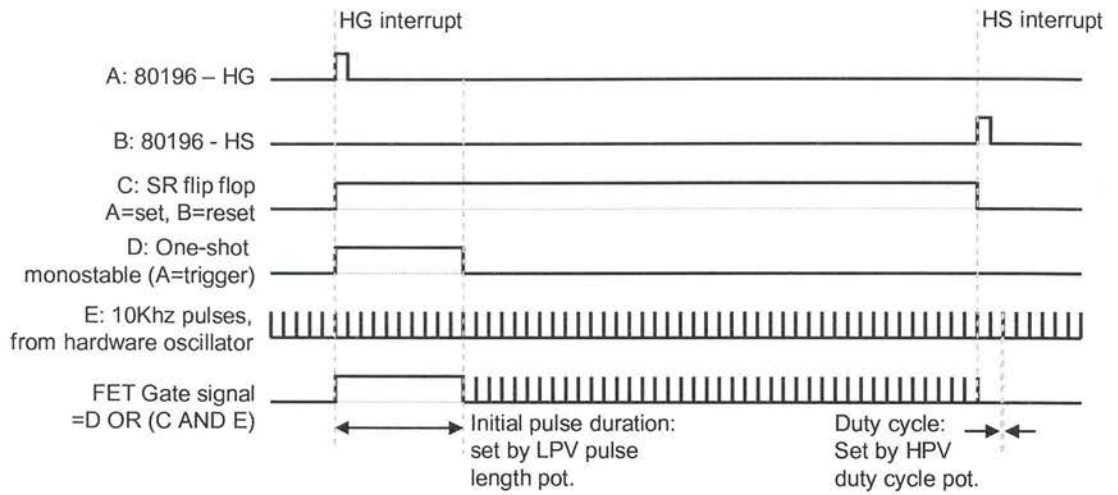 HG interrupt
HS interrupt
A: 80196 – HG
B: 80196 - HS
C: SR flip flop
A=set, B=reset
D: One-shot
monostable (A=trigger)
E: 10Khz pulses,
from hardware oscillator
FET Gate signal
=D OR (C AND E)
Initial pulse duration:
set by LPV pulse
length pot.
Duty cycle:
Set by HPV
duty cycle pot.